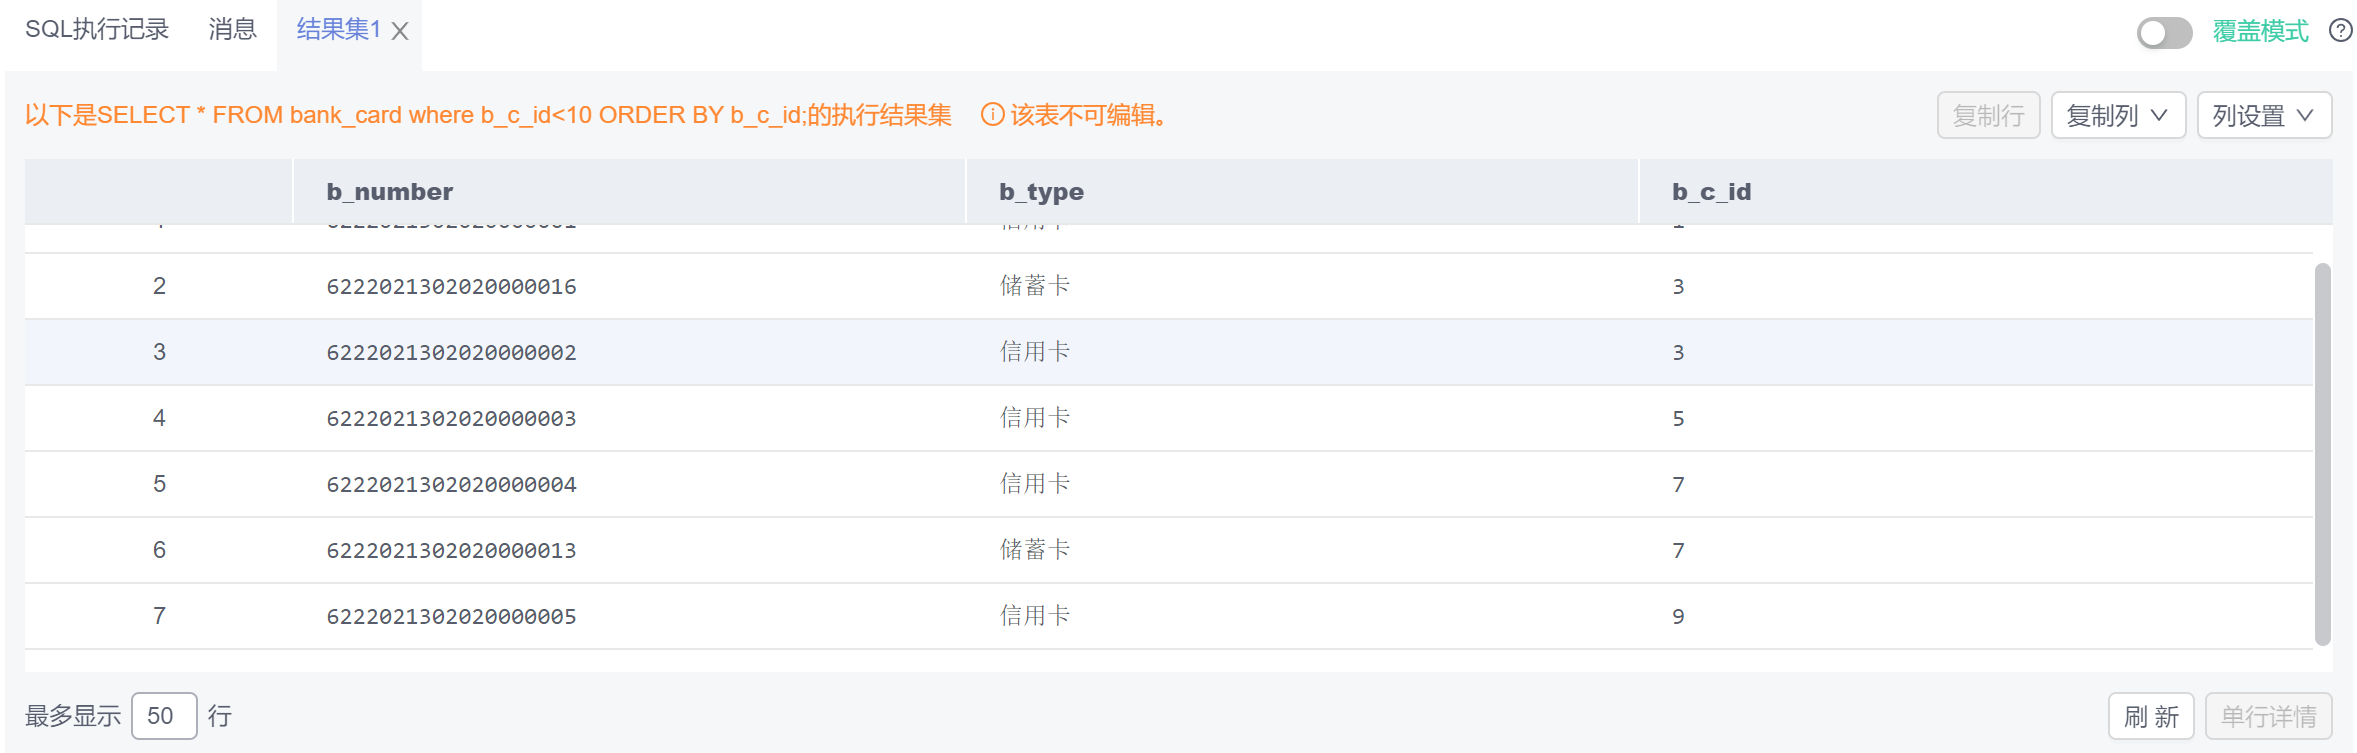 SQL执行记录 消息 结果集1 覆盖模式
以下是SELECT * FROM bank_card where b_c_id<10 ORDER BY b_c_id;的执行结果集 该表不可编辑。 复制行 复制列 列设置
b_number b_type b_c_id
2 6222021302020000016 储蓄卡 3
3 6222021302020000002 信用卡 3
4 6222021302020000003 信用卡 5
5 6222021302020000004 信用卡 7
6 6222021302020000013 储蓄卡 7
7 6222021302020000005 信用卡 9
最多显示 50 行 刷 新 单行详情